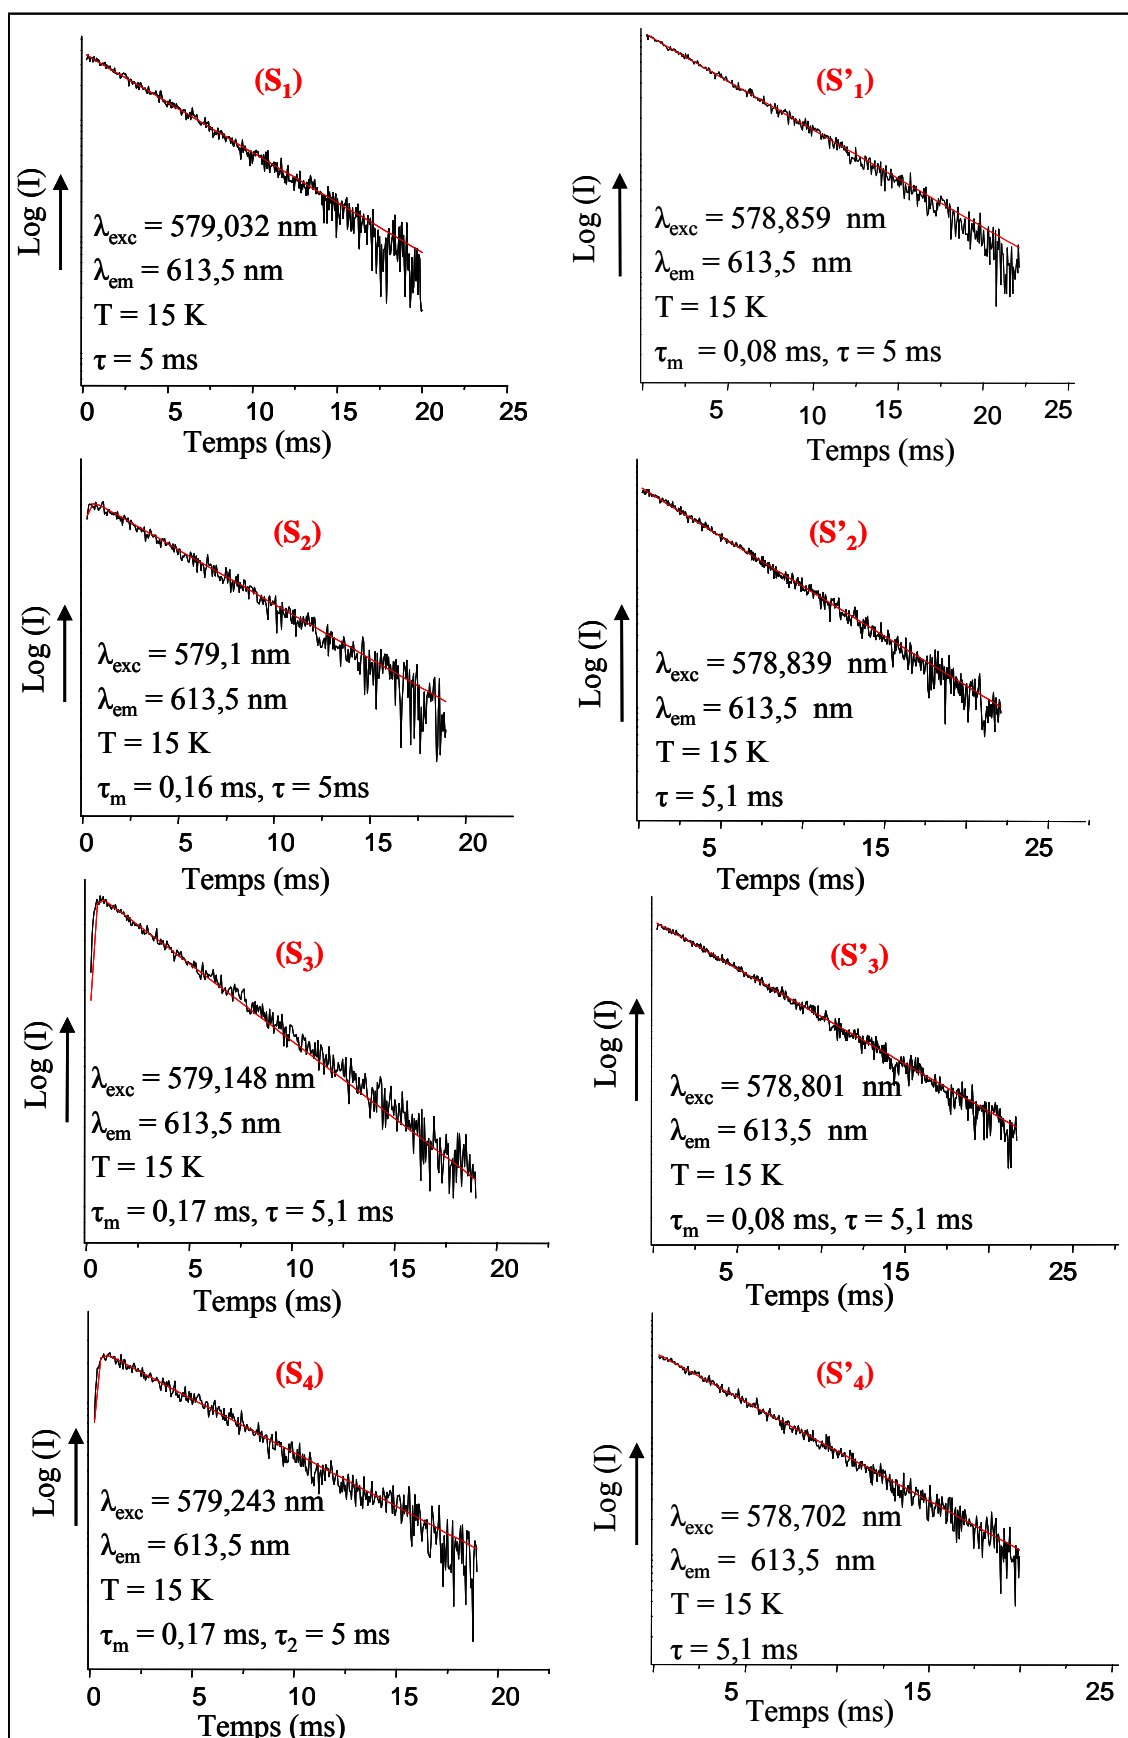 (S₁)
Log (I)
λexc = 579,032 nm
λem = 613,5 nm
T = 15 K
τ = 5 ms
0 5 10 15 20 25
Temps (ms)
(S’₁)
Log (I)
λexc = 578,859 nm
λem = 613,5 nm
T = 15 K
τm = 0,08 ms, τ = 5 ms
5 10 15 20 25
Temps (ms)
(S₂)
Log (I)
λexc = 579,1 nm
λem = 613,5 nm
T = 15 K
τm = 0,16 ms, τ = 5ms
0 5 10 15 20
Temps (ms)
(S’₂)
Log (I)
λexc = 578,839 nm
λem = 613,5 nm
T = 15 K
τ = 5,1 ms
5 15 25
Temps (ms)
(S₃)
Log (I)
λexc = 579,148 nm
λem = 613,5 nm
T = 15 K
τm = 0,17 ms, τ = 5,1 ms
0 5 10 15 20
Temps (ms)
(S’₃)
Log (I)
λexc = 578,801 nm
λem = 613,5 nm
T = 15 K
τm = 0,08 ms, τ = 5,1 ms
5 15 25
Temps (ms)
(S₄)
Log (I)
λexc = 579,243 nm
λem = 613,5 nm
T = 15 K
τm = 0,17 ms, τ₂ = 5 ms
0 5 10 15 20
Temps (ms)
(S’₄)
Log (I)
λexc = 578,702 nm
λem = 613,5 nm
T = 15 K
τ = 5,1 ms
5 15 25
Temps (ms)